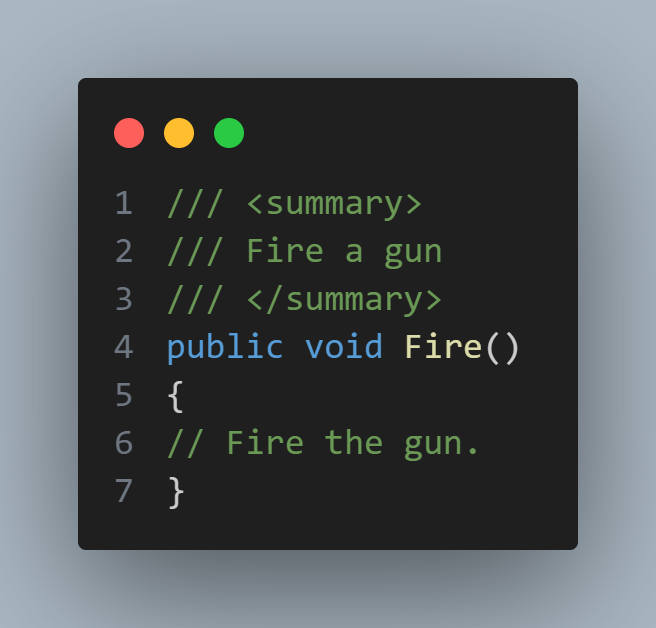 1 /// <summary>
2 /// Fire a gun
3 /// </summary>
4 public void Fire()
5 {
6 // Fire the gun.
7 }